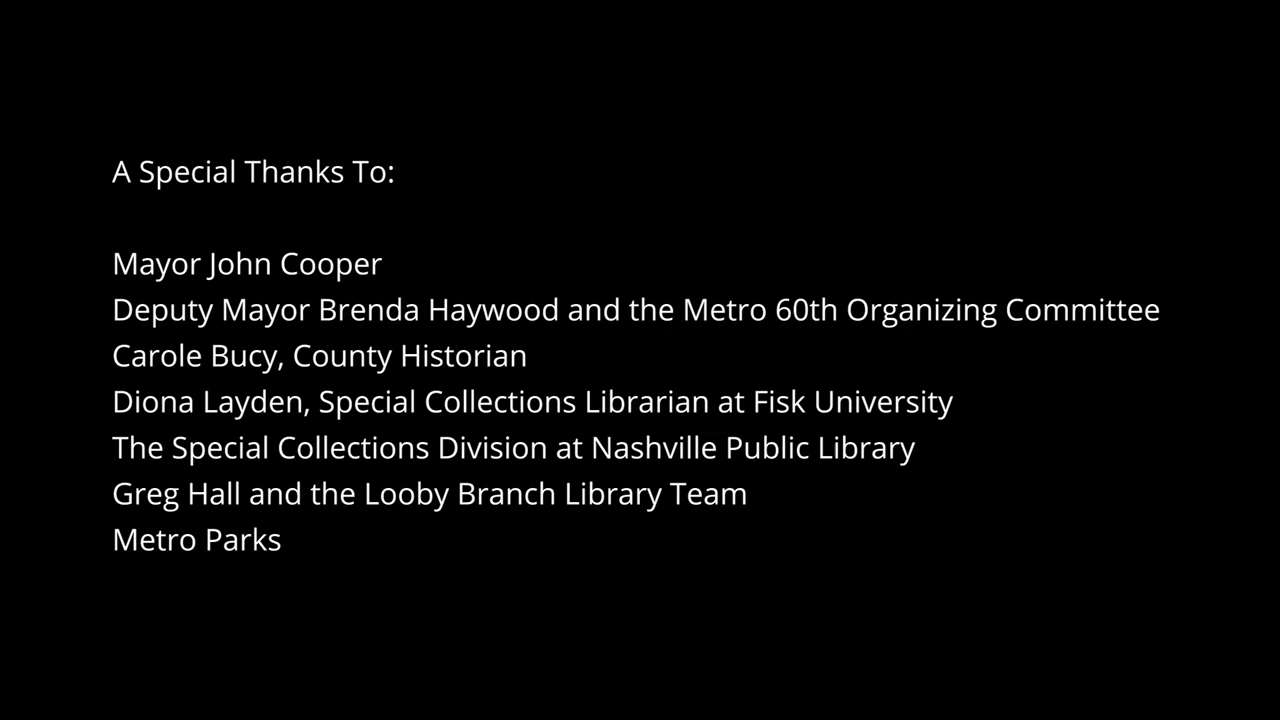 A Special Thanks To:
Mayor John Cooper
Deputy Mayor Brenda Haywood and the Metro 60th Organizing Committee
Carole Bucy, County Historian
Diona Layden, Special Collections Librarian at Fisk University
The Special Collections Division at Nashville Public Library
Greg Hall and the Looby Branch Library Team
Metro Parks